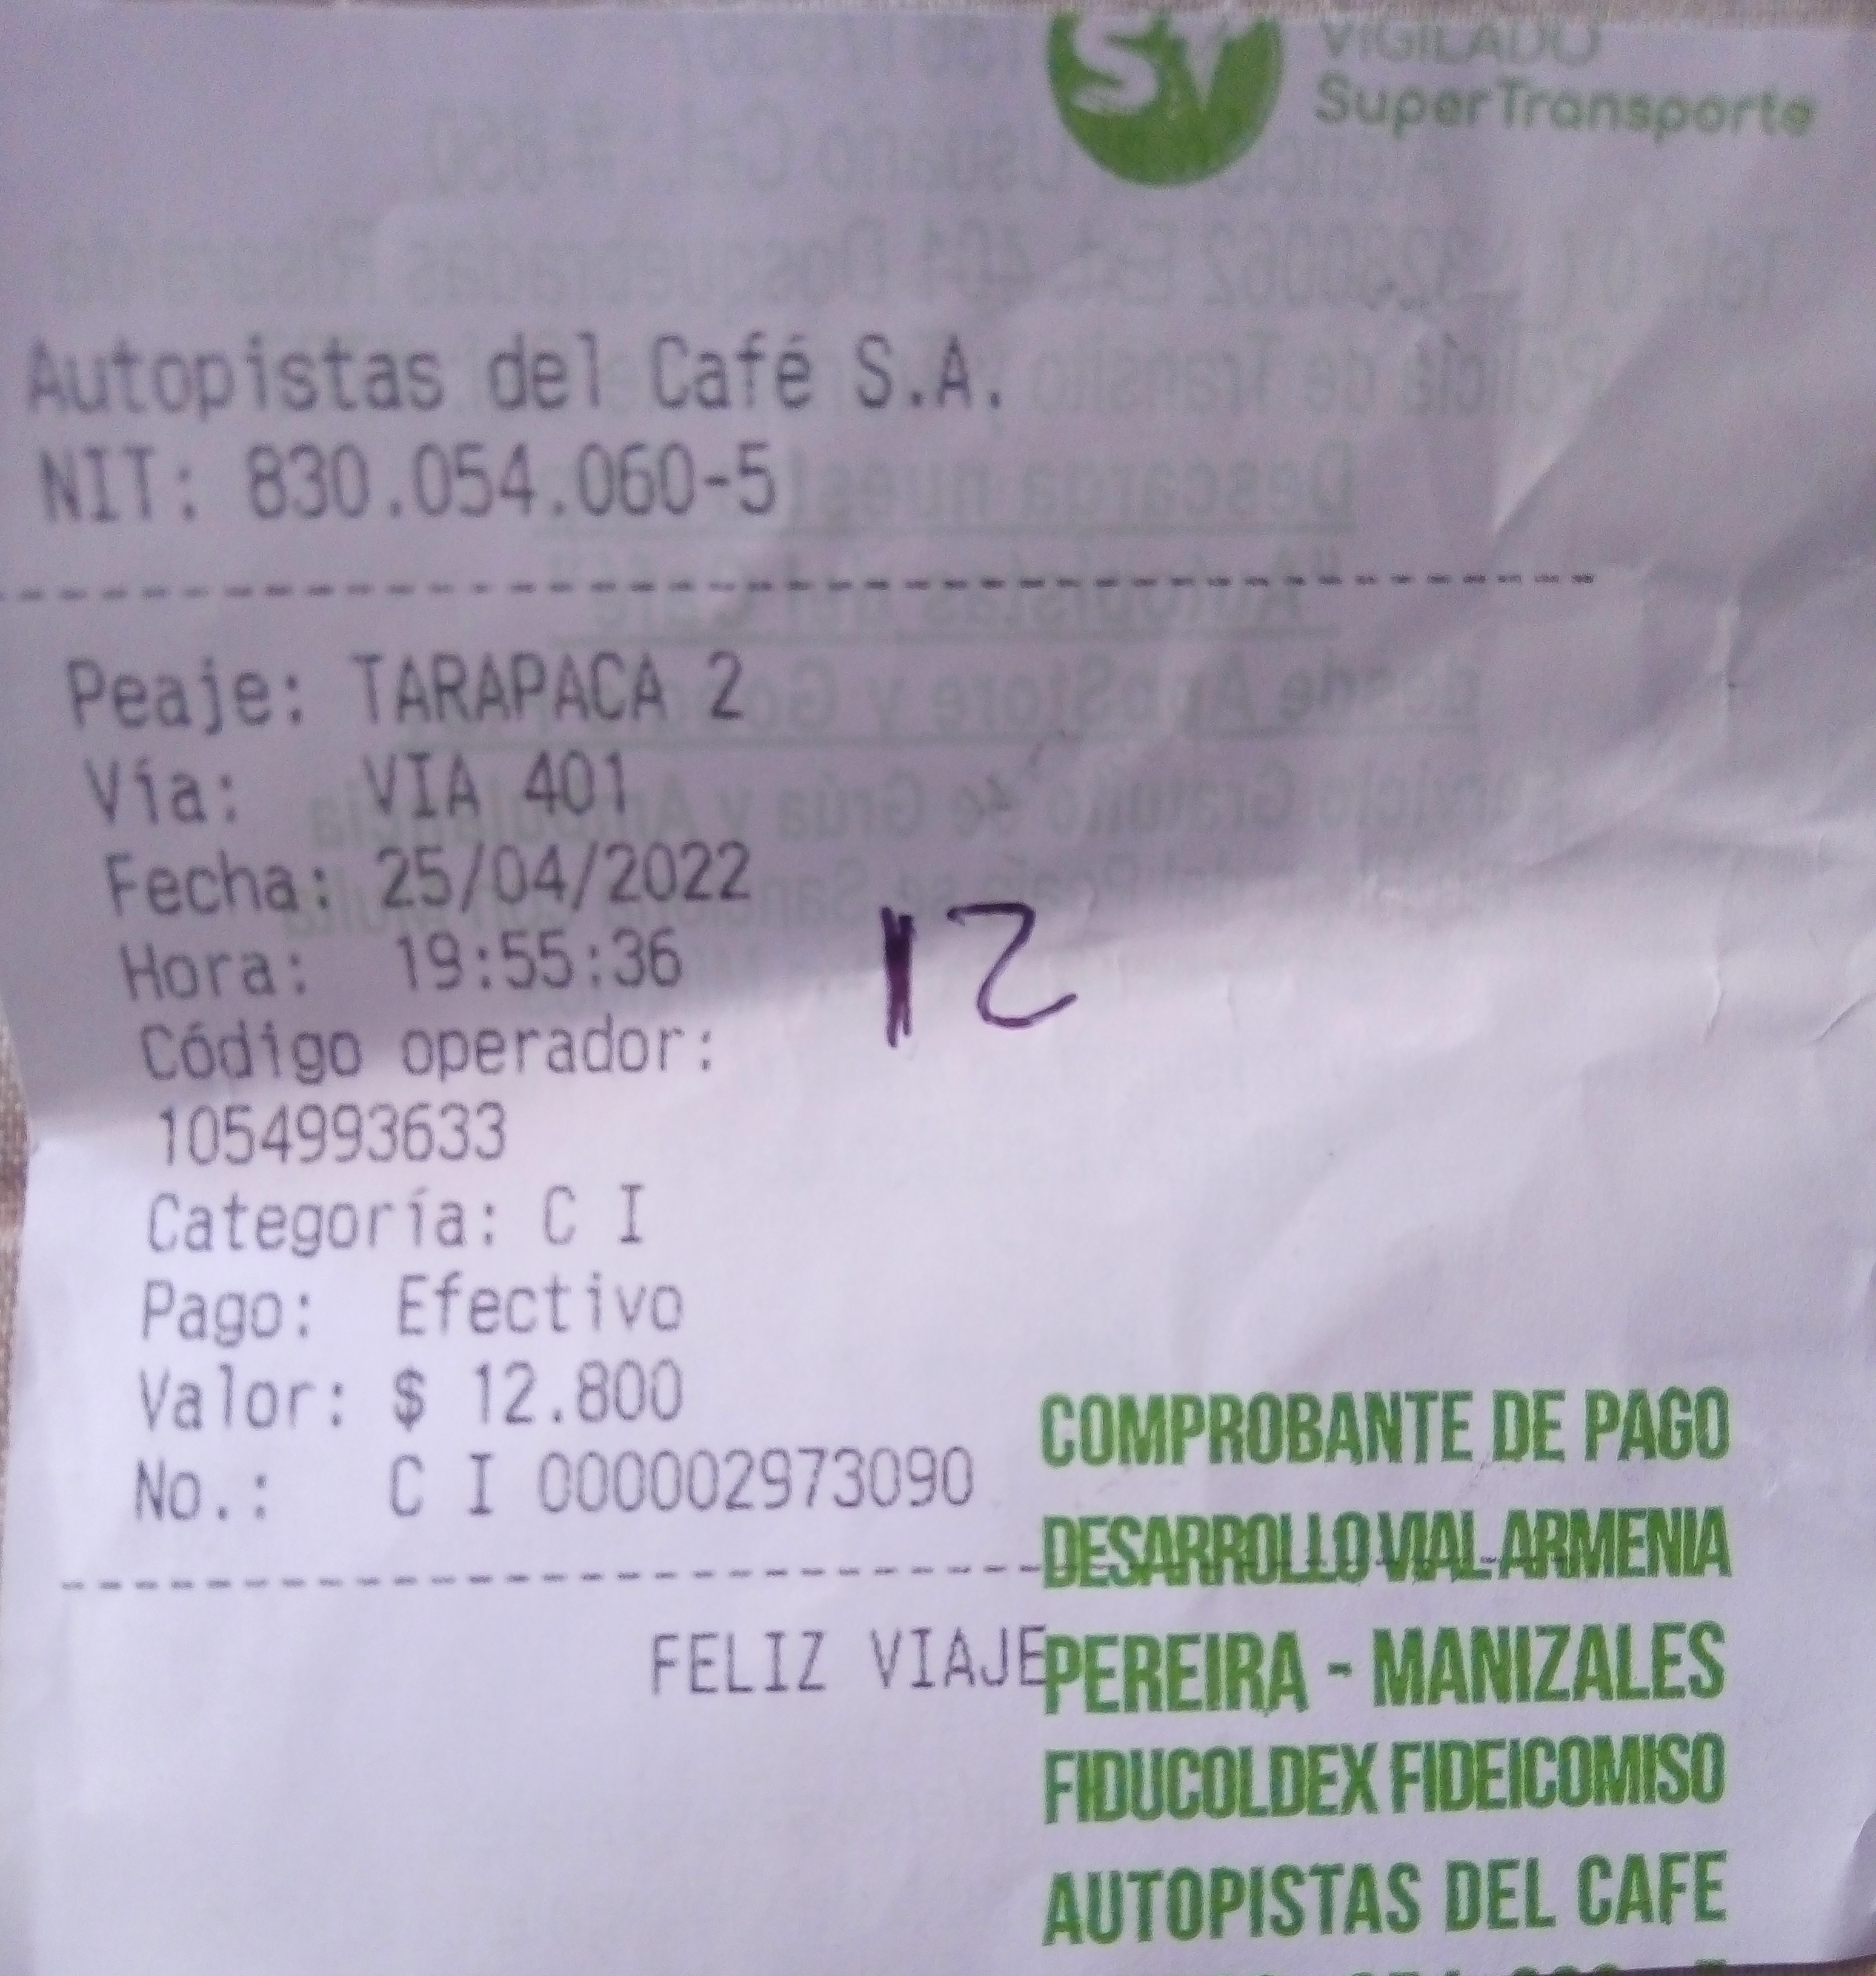 SV
VIGILADO
SuperTransporte
Autopistas del Café S.A.
NIT: 830.054.060-5
Peaje: TARAPACA 2
Vía: VIA 401
Fecha: 25/04/2022
Hora: 19:55:36
12
Código operador:
1054993633
Categoría: C I
Pago: Efectivo
Valor: $ 12.800
No.: C I 000002973090
FELIZ VIAJE
COMPROBANTE DE PAGO
DESARROLLO VIAL ARMENIA
PEREIRA - MANIZALES
FIDUCOLDEX FIDEICOMISO
AUTOPISTAS DEL CAFE